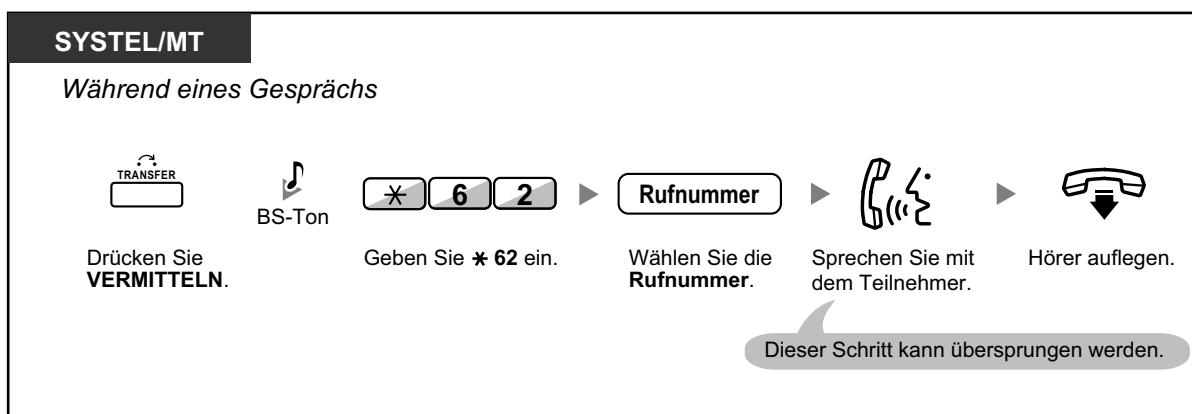 SYSTEL/MT
Während eines Gesprächs
TRANSFER
BS-Ton
* 6 2
Rufnummer
Drücken Sie
VERMITTELN.
Geben Sie * 62 ein.
Wählen Sie die
Rufnummer.
Sprechen Sie mit
dem Teilnehmer.
Hörer auflegen.
Dieser Schritt kann übersprungen werden.